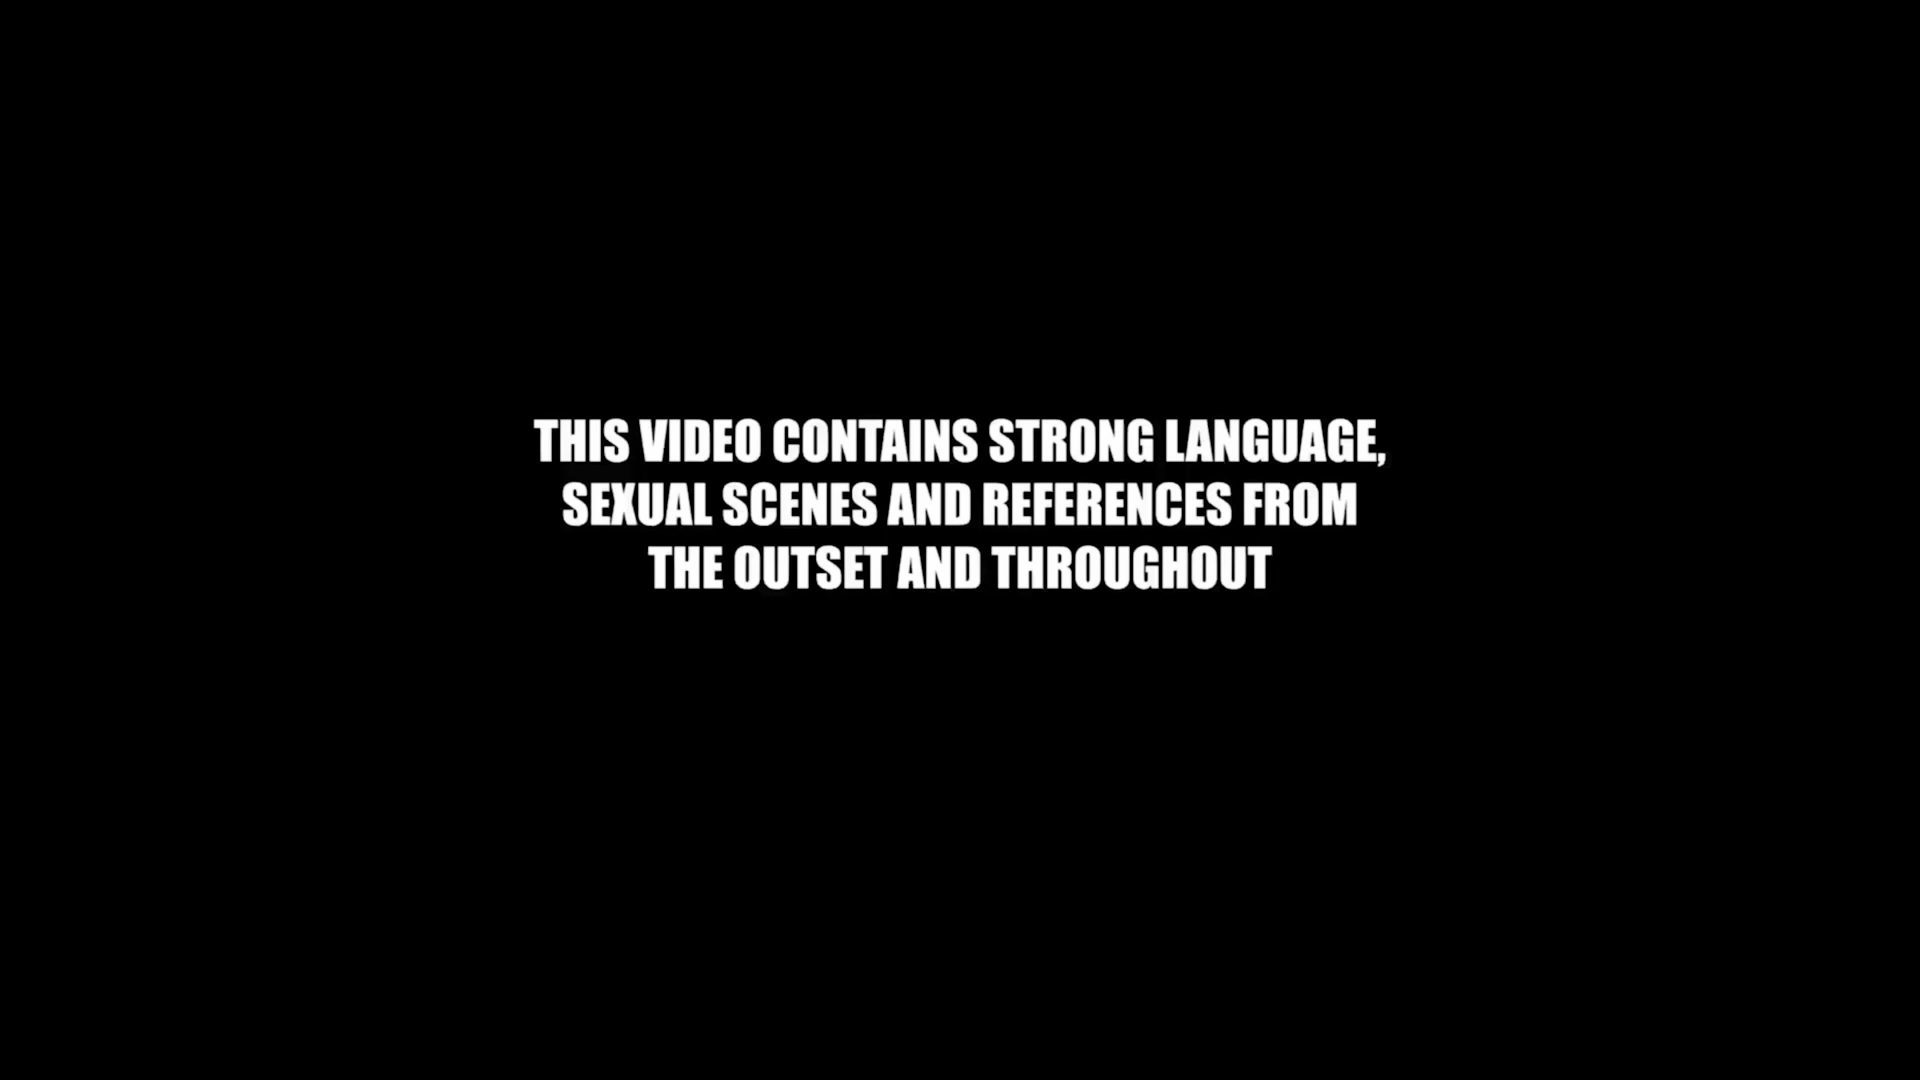 THIS VIDEO CONTAINS STRONG LANGUAGE,
SEXUAL SCENES AND REFERENCES FROM
THE OUTSET AND THROUGHOUT